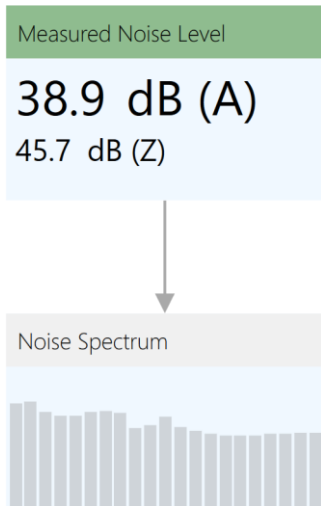 Measured Noise Level
38.9 dB (A)
45.7 dB (Z)
Noise Spectrum